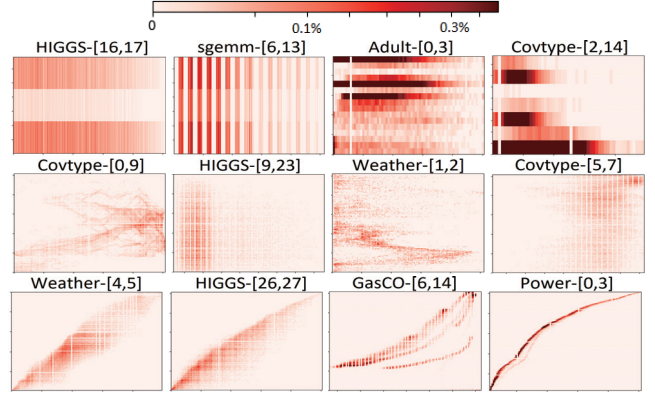 0 0.1% 0.3%
HIGGS-[16,17] sgemm-[6,13] Adult-[0,3] Covtype-[2,14]
Covtype-[0,9] HIGGS-[9,23] Weather-[1,2] Covtype-[5,7]
Weather-[4,5] HIGGS-[26,27] GasCO-[6,14] Power-[0,3]